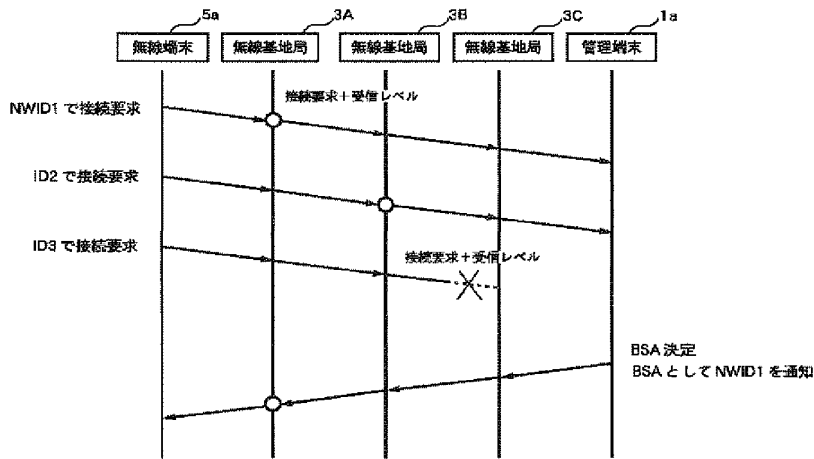 5a
3A
3B
3C
1a
無線端末
無線基地局
無線基地局
無線基地局
管理端末
接続要求＋受信レベル
NWID1 で接続要求
ID2 で接続要求
ID3 で接続要求
接続要求＋受信レベル
BSA 決定
BSA として NWID1 を通知